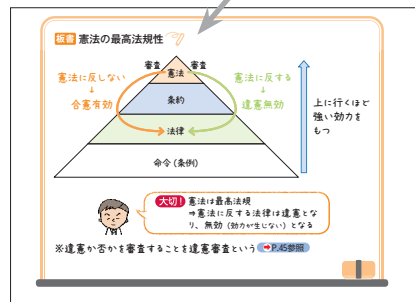 板書 憲法の最高法規性
審査 審査
憲法
憲法に反しない
↓
合憲有効
憲法に反する
↓
違憲無効
条約
法律
命令(条例)
上に行くほど
強い効力を
もつ
大切! 憲法は最高法規
⇒憲法に反する法律は違憲とな
り、無効(効力が生じない)となる
※違憲か否かを審査することを違憲審査という ➡P.45参照